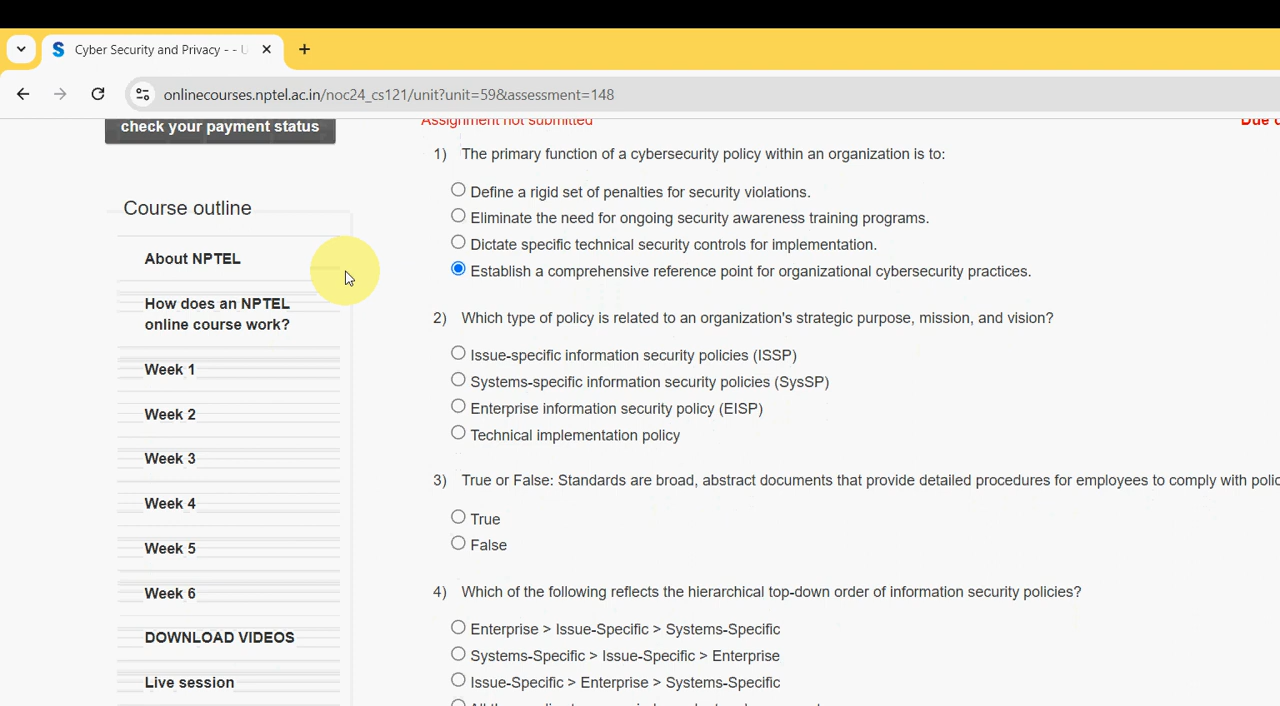 Cyber Security and Privacy - - U
onlinecourses.nptel.ac.in/noc24_cs121/unit?unit=59&assessment=148
check your payment status
Assignment not submitted
Due
Course outline
About NPTEL
How does an NPTEL
online course work?
Week 1
Week 2
Week 3
Week 4
Week 5
Week 6
DOWNLOAD VIDEOS
Live session
1) The primary function of a cybersecurity policy within an organization is to:
Define a rigid set of penalties for security violations.
Eliminate the need for ongoing security awareness training programs.
Dictate specific technical security controls for implementation.
Establish a comprehensive reference point for organizational cybersecurity practices.
2) Which type of policy is related to an organization's strategic purpose, mission, and vision?
Issue-specific information security policies (ISSP)
Systems-specific information security policies (SysSP)
Enterprise information security policy (EISP)
Technical implementation policy
3) True or False: Standards are broad, abstract documents that provide detailed procedures for employees to comply with polic
True
False
4) Which of the following reflects the hierarchical top-down order of information security policies?
Enterprise > Issue-Specific > Systems-Specific
Systems-Specific > Issue-Specific > Enterprise
Issue-Specific > Enterprise > Systems-Specific